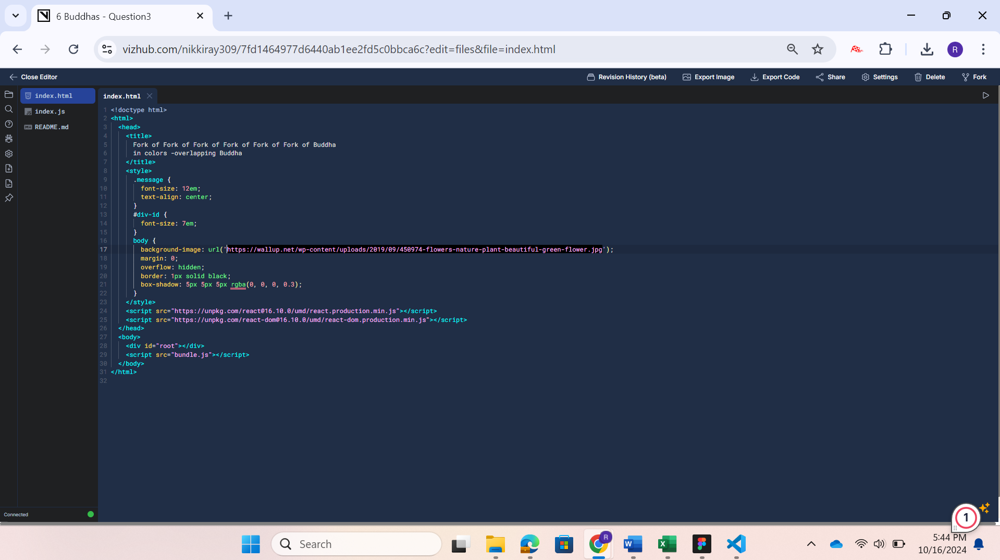 6 Buddhas - Question3
vizhub.com/nikkiray309/7fd1464977d6440ab1ee2fd5c0bbca6c?edit=files&file=index.html
R
Close Editor
Revision History (beta)
Export Image
Export Code
Share
Settings
Delete
Fork
index.html
index.js
README.md
index.html
1 <!doctype html>
2 <html>
3 <head>
4 <title>
5 Fork of Fork of Fork of Fork of Fork of Fork of Buddha
6 in colors -overlapping Buddha
7 </title>
8 <style>
9 .message {
10 font-size: 12em;
11 text-align: center;
12 }
13 #div-id {
14 font-size: 7em;
15 }
16 body {
17 background-image: url('https://wallup.net/wp-content/uploads/2019/09/450974-flowers-nature-plant-beautiful-green-flower.jpg');
18 margin: 0;
19 overflow: hidden;
20 border: 1px solid black;
21 box-shadow: 5px 5px 5px rgba(0, 0, 0, 0.3);
22 }
23 </style>
24 <script src="https://unpkg.com/react@16.10.0/umd/react.production.min.js"></script>
25 <script src="https://unpkg.com/react-dom@16.10.0/umd/react-dom.production.min.js"></script>
26 </head>
27 <body>
28 <div id="root"></div>
29 <script src="bundle.js"></script>
30 </body>
31 </html>
32
Connected
1
Search
R
W
X
5:44 PM
10/16/2024